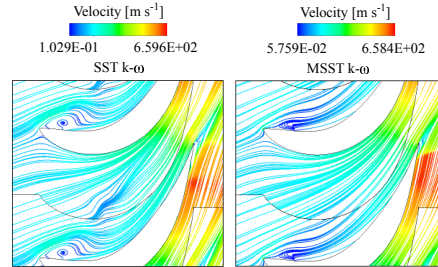 Velocity [m s⁻¹]
1.029E-01 6.596E+02
SST k-ω
Velocity [m s⁻¹]
5.759E-02 6.584E+02
MSST k-ω